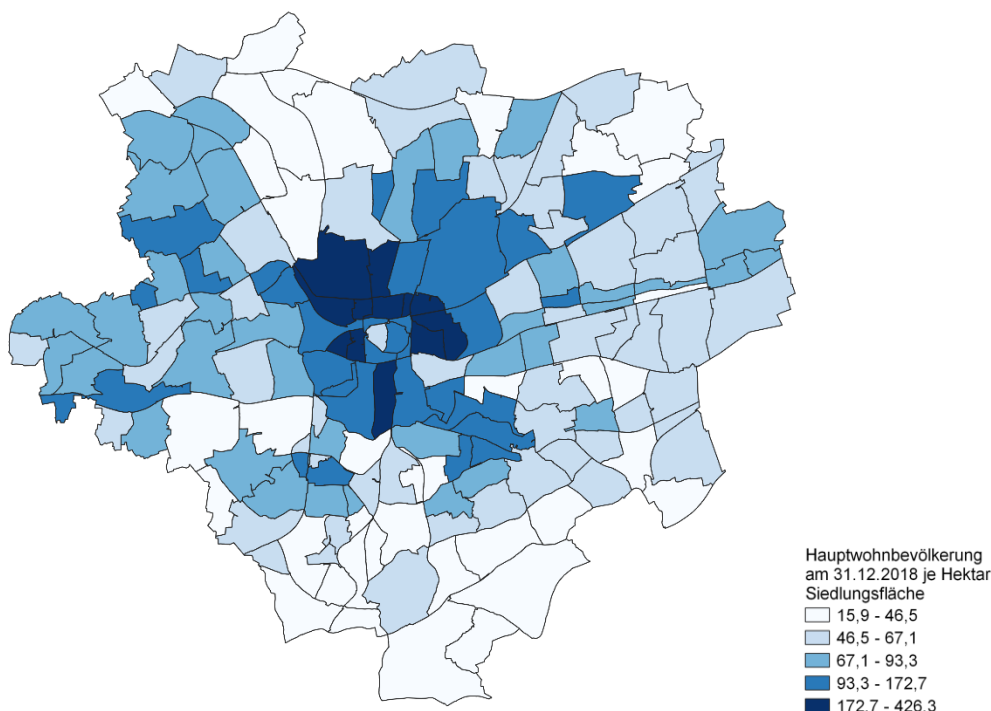 Hauptwohnbevölkerung
am 31.12.2018 je Hektar
Siedlungsfläche
15,9 - 46,5
46,5 - 67,1
67,1 - 93,3
93,3 - 172,7
172,7 - 426,3